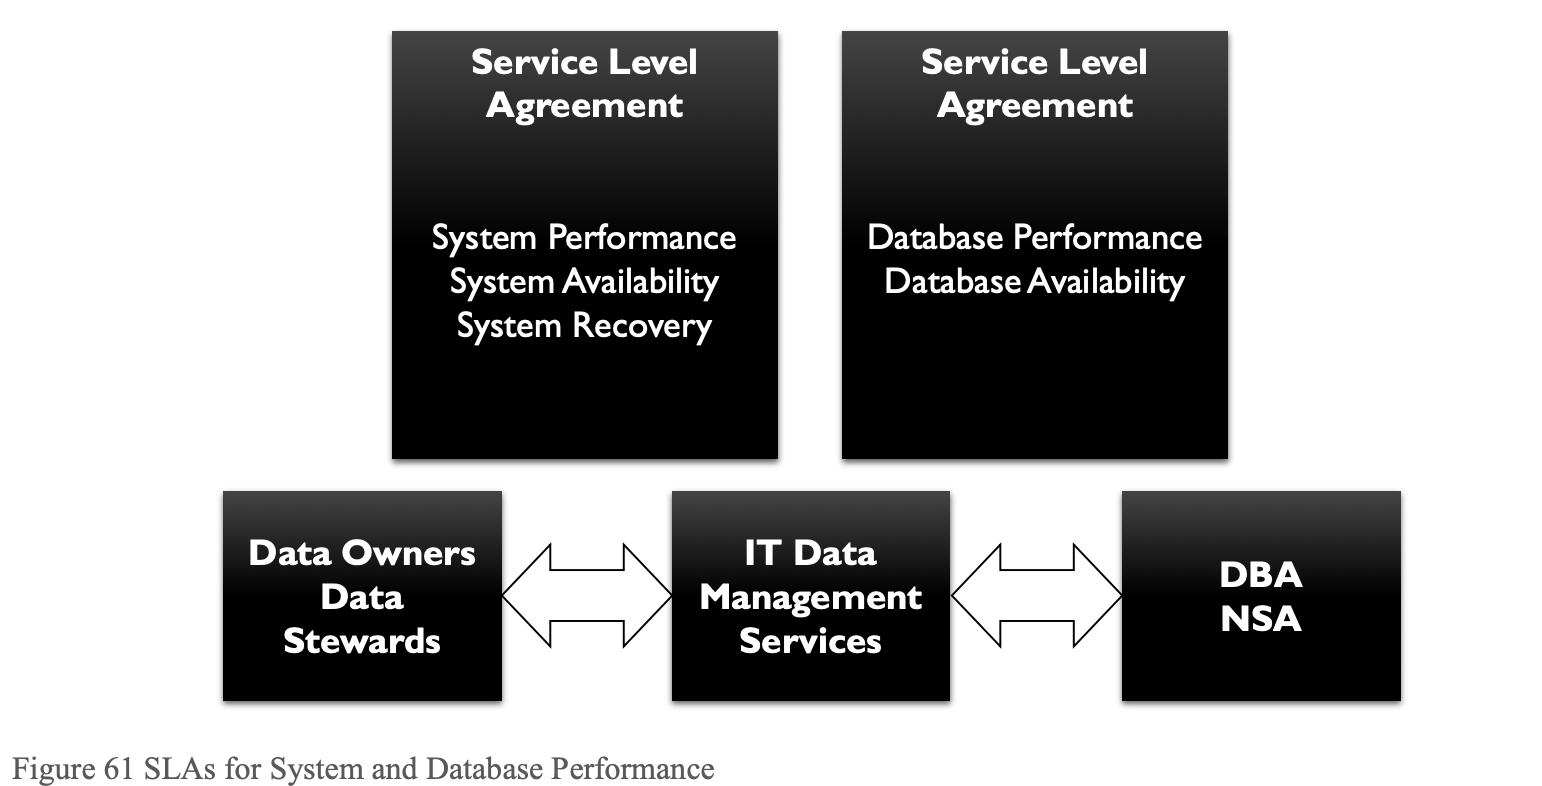 Service Level
Agreement
System Performance
System Availability
System Recovery
Service Level
Agreement
Database Performance
Database Availability
Data Owners
Data
Stewards
IT Data
Management
Services
DBA
NSA
Figure 61 SLAs for System and Database Performance